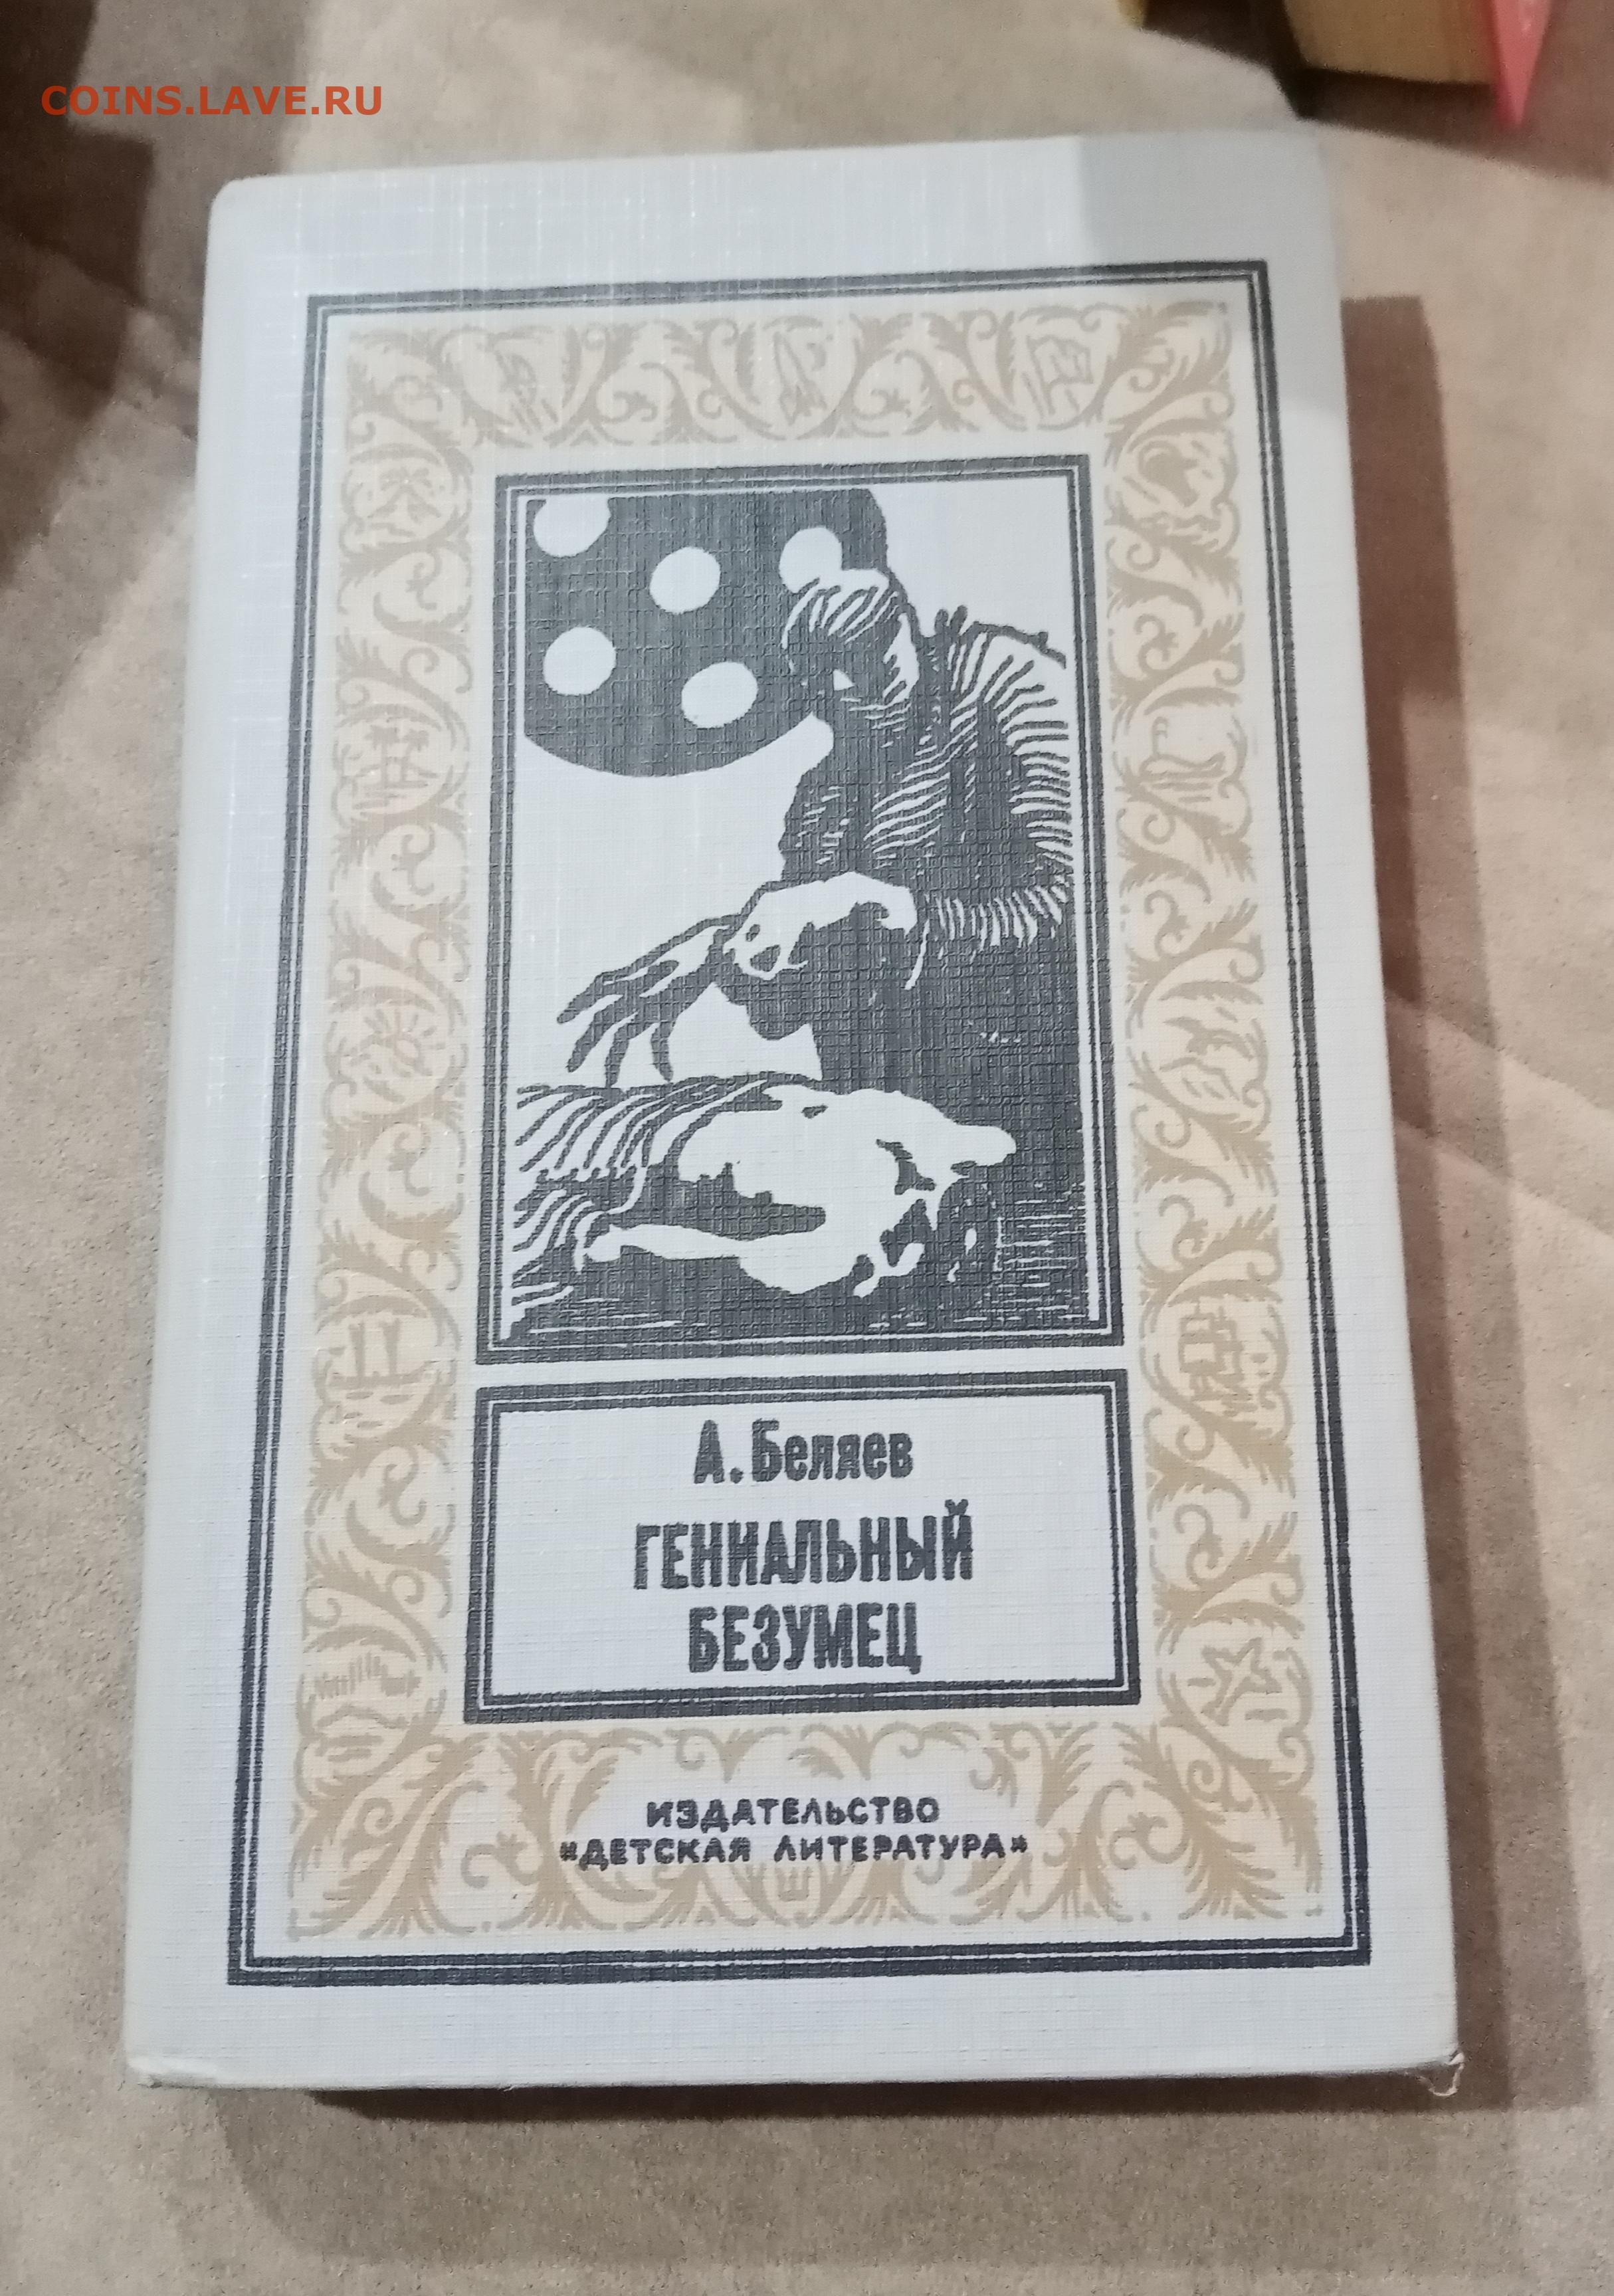 COINS.LAVE.RU
А. Беляев
ГЕНИАЛЬНЫЙ
БЕЗУМЕЦ
ИЗДАТЕЛЬСТВО
«ДЕТСКАЯ ЛИТЕРАТУРА»